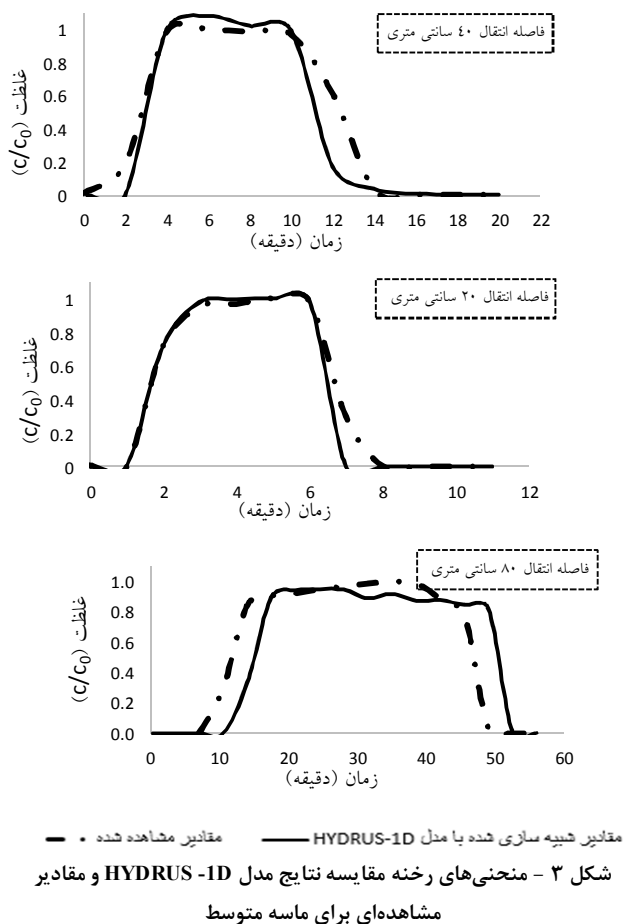 فاصله انتقال ٤٠ سانتی متری
غلظت (c/c0)
1
0.8
0.6
0.4
0.2
0
0 2 4 6 8 10 12 14 16 18 20 22
زمان (دقیقه)
فاصله انتقال ٢٠ سانتی متری
غلظت (c/c0)
1
0.8
0.6
0.4
0.2
0
0 2 4 6 8 10 12
زمان (دقیقه)
فاصله انتقال ٨٠ سانتی متری
غلظت (c/c0)
1.0
0.8
0.6
0.4
0.2
0.0
0 10 20 30 40 50 60
زمان (دقیقه)
مقادیر شبیه سازی شده با مدل HYDRUS-1D مقادیر مشاهده شده
شکل ۳ - منحنی‌های رخنه مقایسه نتایج مدل HYDRUS -1D و مقادیر
مشاهده‌ای برای ماسه متوسط